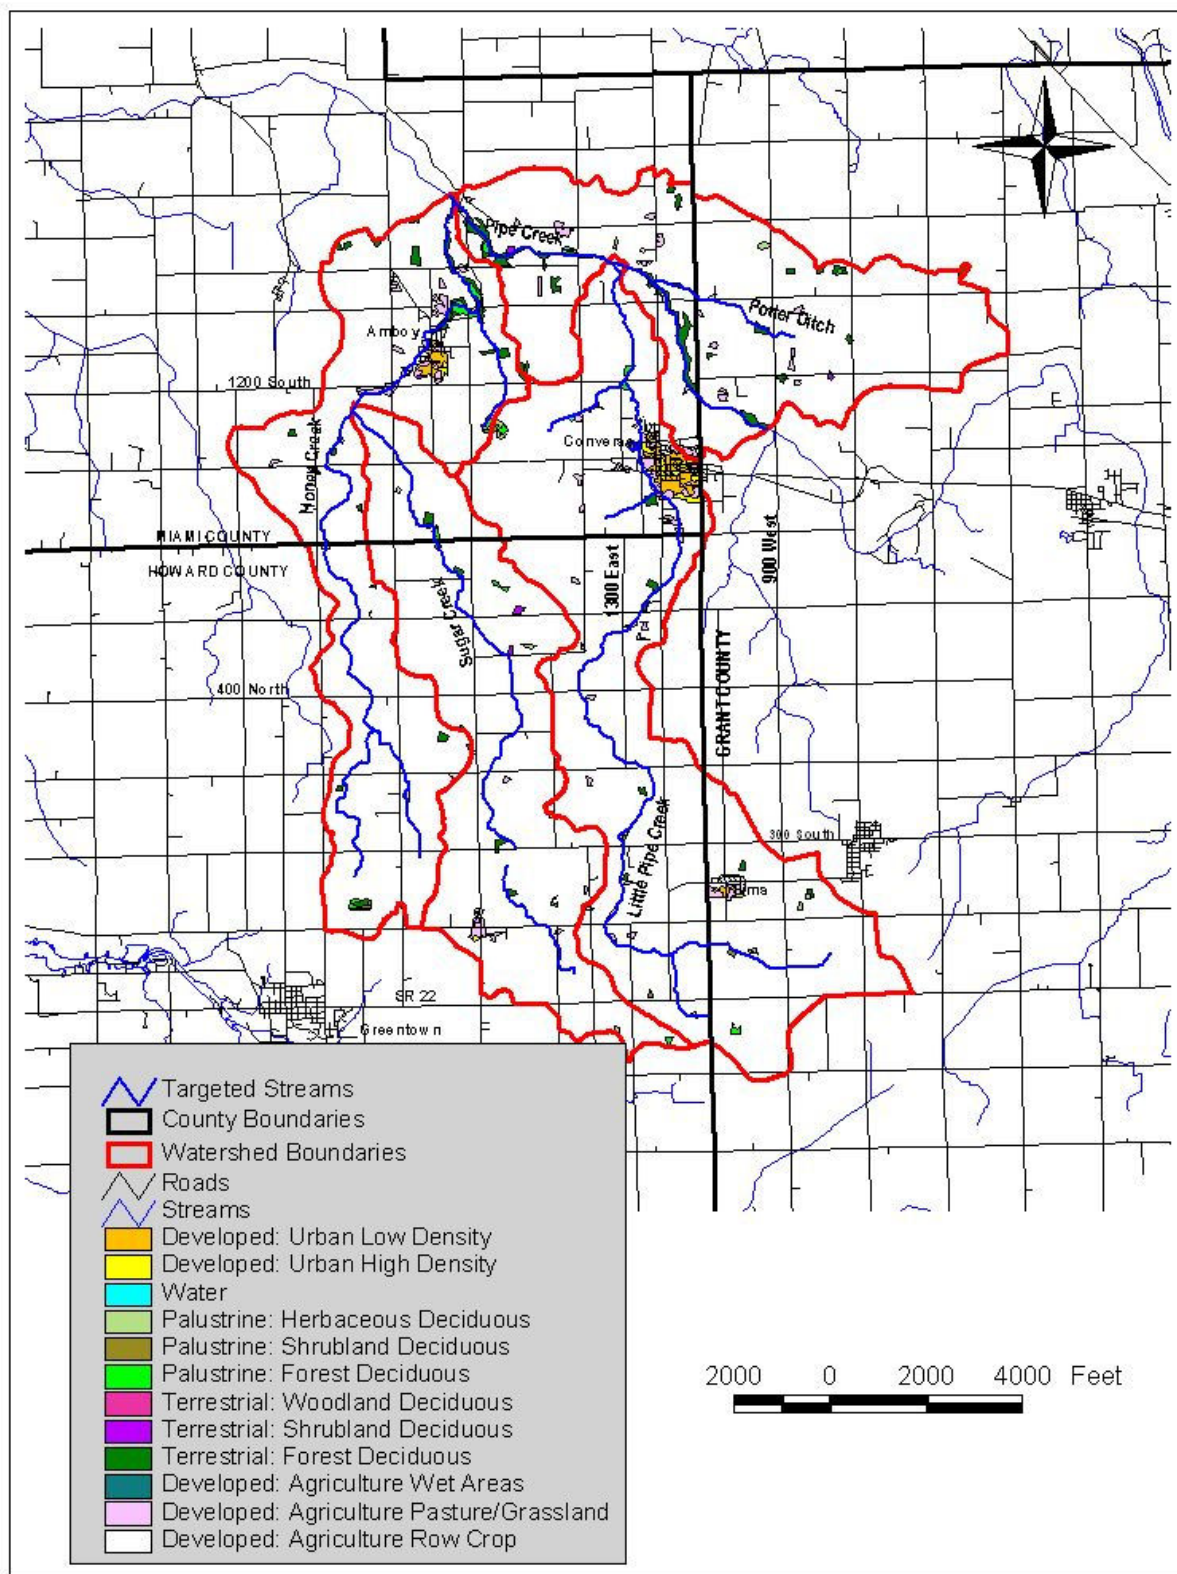 Pipe Creek
Potter Ditch
Amboy
1200 South
Converse
Money Creek
MIAMI COUNTY
HOWARD COUNTY
900 West
1300 East
Sugar Creek
400 North
GRANT COUNTY
300 South
Little Pipe Creek
SR 22
Greentown
Targeted Streams
County Boundaries
Watershed Boundaries
Roads
Streams
Developed: Urban Low Density
Developed: Urban High Density
Water
Palustrine: Herbaceous Deciduous
Palustrine: Shrubland Deciduous
Palustrine: Forest Deciduous
Terrestrial: Woodland Deciduous
Terrestrial: Shrubland Deciduous
Terrestrial: Forest Deciduous
Developed: Agriculture Wet Areas
Developed: Agriculture Pasture/Grassland
Developed: Agriculture Row Crop
2000 0 2000 4000 Feet